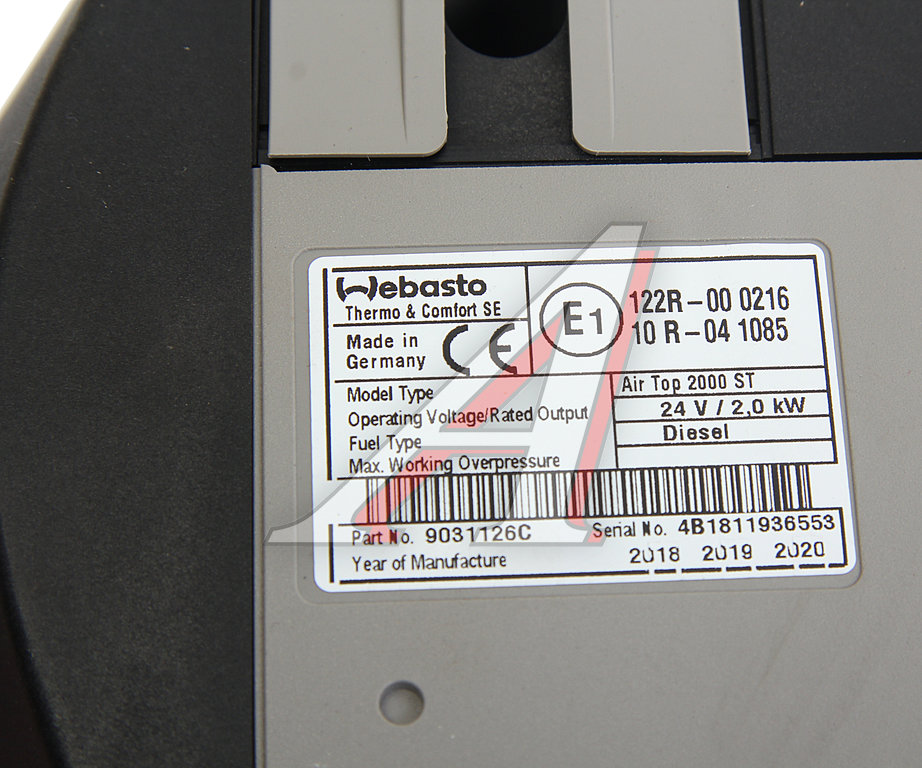 Webasto
Thermo & Comfort SE
Made in
Germany
CE
E1
122R-00 0216
10 R-04 1085
Model Type Air Top 2000 ST
Operating Voltage/Rated Output 24 V / 2,0 kW
Fuel Type Diesel
Max. Working Overpressure
Part No. 9031126C Serial No. 4B1811936553
Year of Manufacture 2018 2019 2020